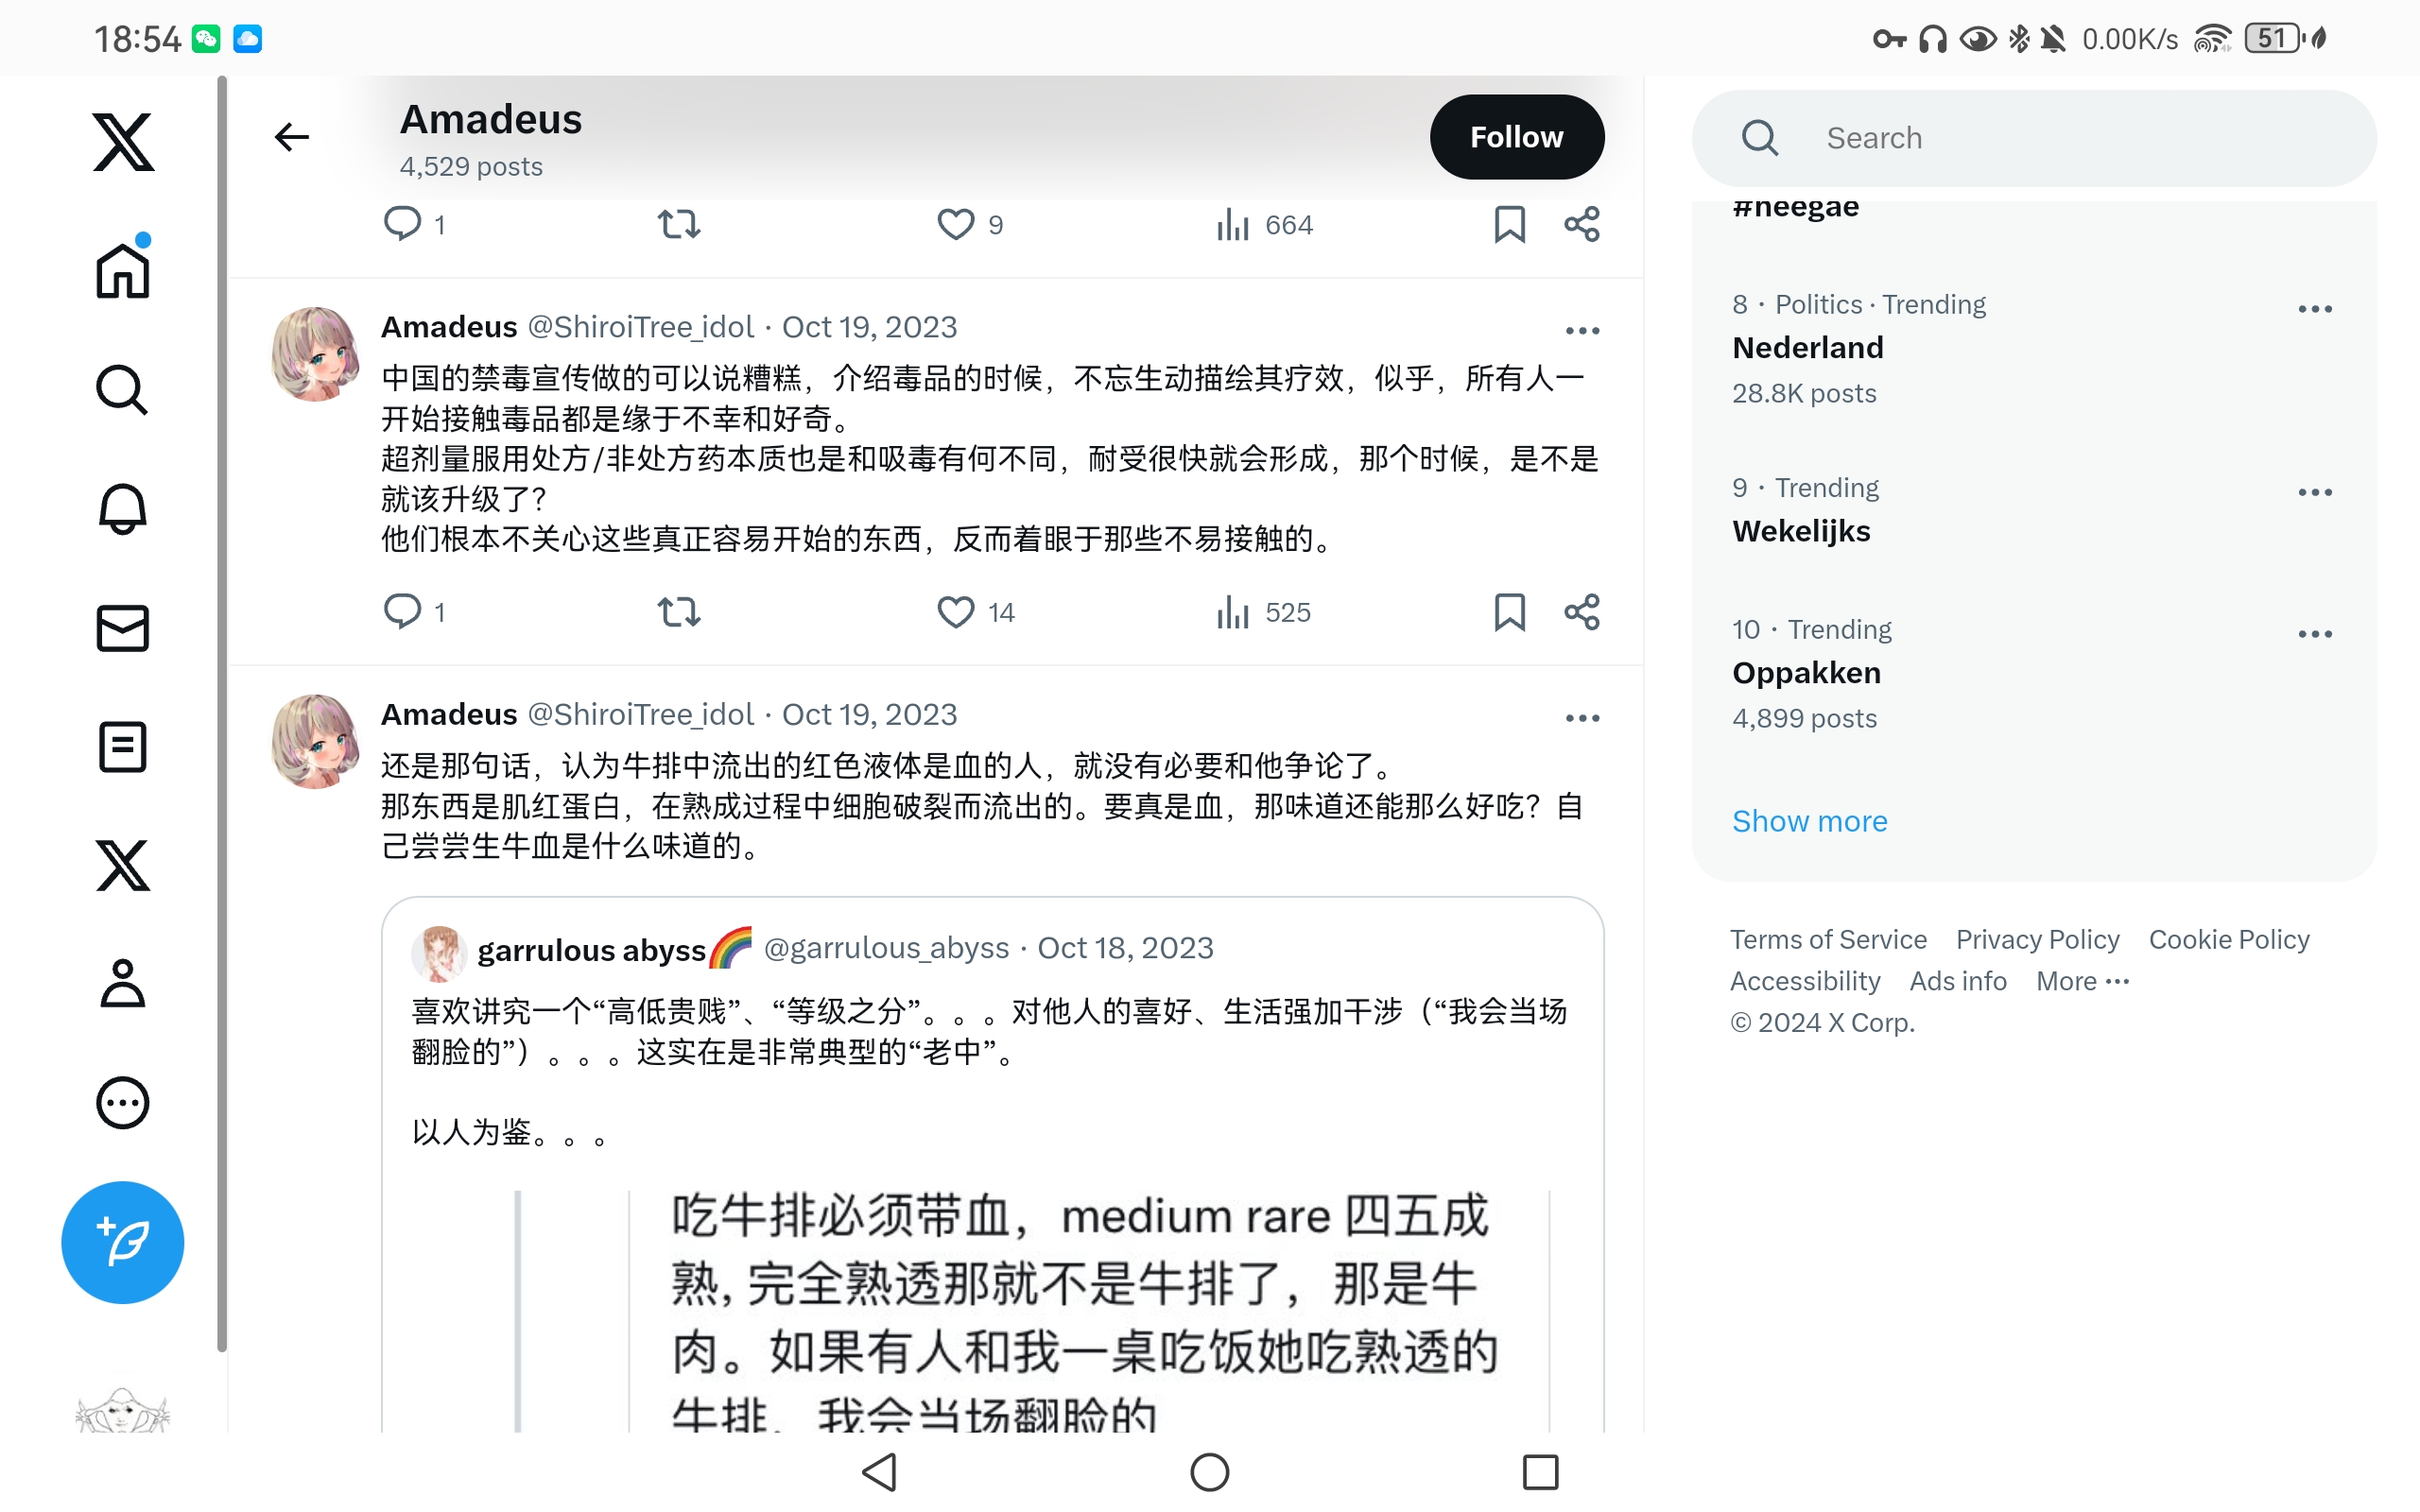 18:54
0.00K/s
51
Amadeus
4,529 posts
Follow
1
9
664
Amadeus @ShiroiTree_idol · Oct 19, 2023
中国的禁毒宣传做的可以说糟糕，介绍毒品的时候，不忘生动描绘其疗效，似乎，所有人一
开始接触毒品都是缘于不幸和好奇。
超剂量服用处方/非处方药本质也是和吸毒有何不同，耐受很快就会形成，那个时候，是不是
就该升级了？
他们根本不关心这些真正容易开始的东西，反而着眼于那些不易接触的。
1
14
525
Amadeus @ShiroiTree_idol · Oct 19, 2023
还是那句话，认为牛排中流出的红色液体是血的人，就没有必要和他争论了。
那东西是肌红蛋白，在熟成过程中细胞破裂而流出的。要真是血，那味道还能那么好吃？自
己尝尝生牛血是什么味道的。
garrulous abyss🌈 @garrulous_abyss · Oct 18, 2023
喜欢讲究一个“高低贵贱”、“等级之分”。。。对他人的喜好、生活强加干涉（“我会当场
翻脸的”）。。。这实在是非常典型的“老中”。
以人为鉴。。。
吃牛排必须带血，medium rare 四五成
熟, 完全熟透那就不是牛排了，那是牛
肉。如果有人和我一桌吃饭她吃熟透的
牛排、我会当场翻脸的
Search
#heegae
8 · Politics · Trending
Nederland
28.8K posts
9 · Trending
Wekelijks
10 · Trending
Oppakken
4,899 posts
Show more
Terms of Service Privacy Policy Cookie Policy
Accessibility Ads info More ···
© 2024 X Corp.